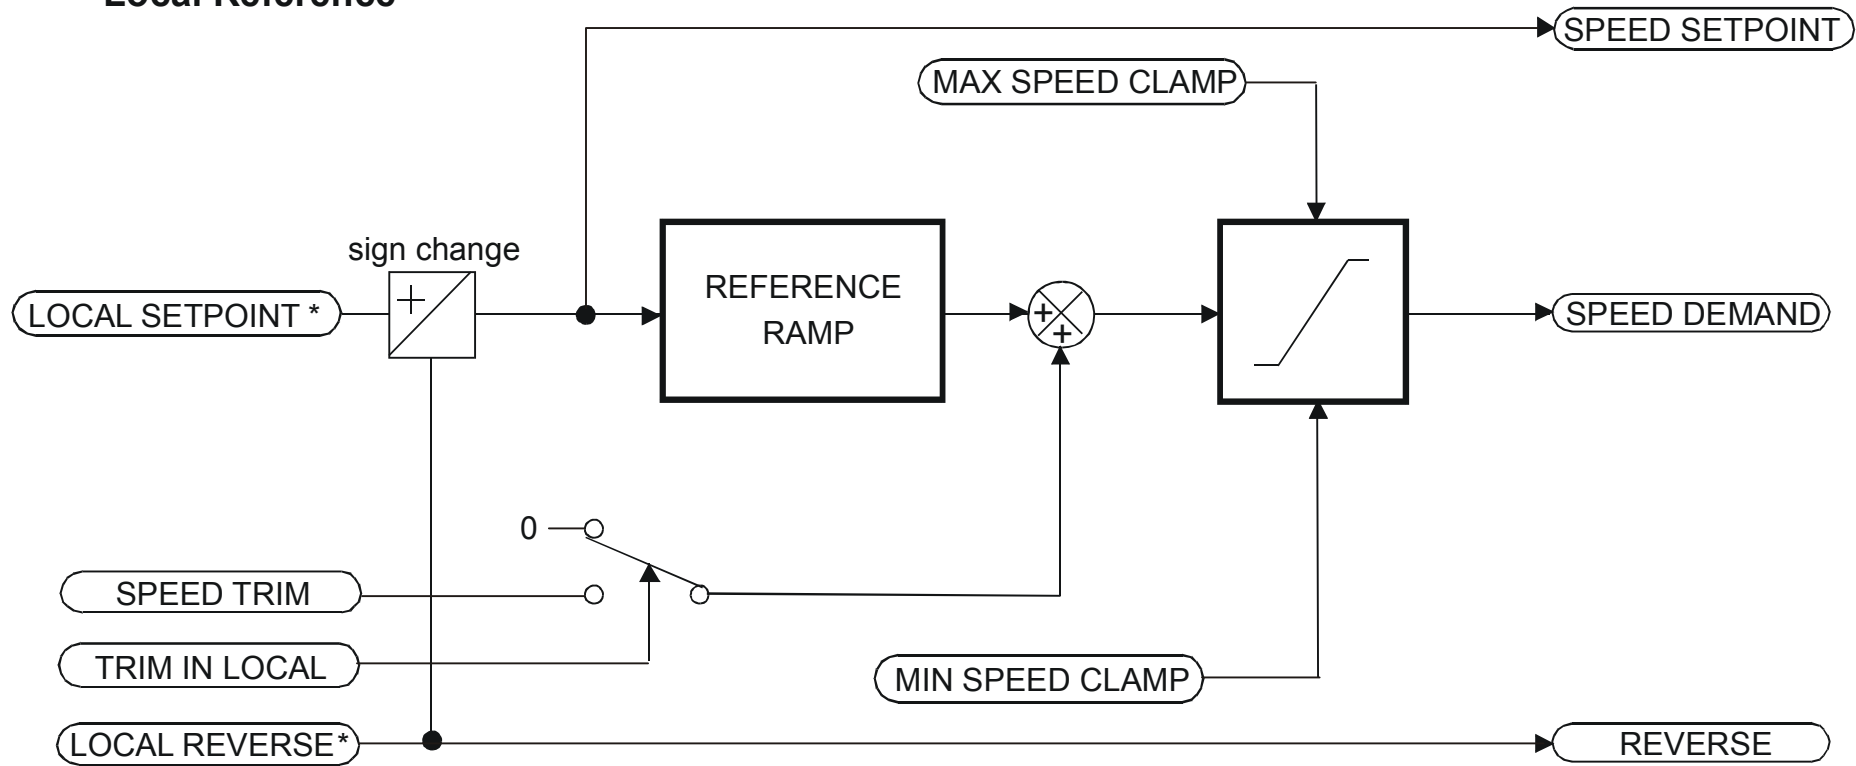 SPEED SETPOINT
MAX SPEED CLAMP
sign change
+
LOCAL SETPOINT *
REFERENCE
RAMP
+
+
SPEED DEMAND
0
SPEED TRIM
TRIM IN LOCAL
MIN SPEED CLAMP
LOCAL REVERSE*
REVERSE